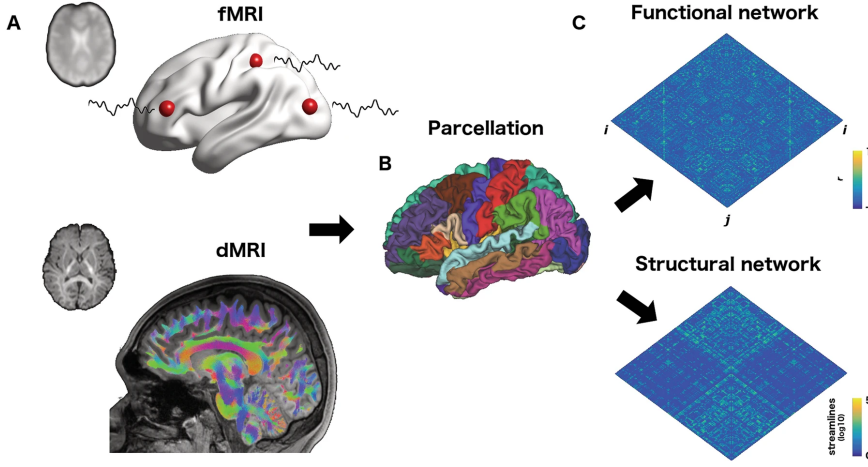 A
fMRI
C
Functional network
i
i
Parcellation
B
r
j
dMRI
Structural network
streamlines
(log10)